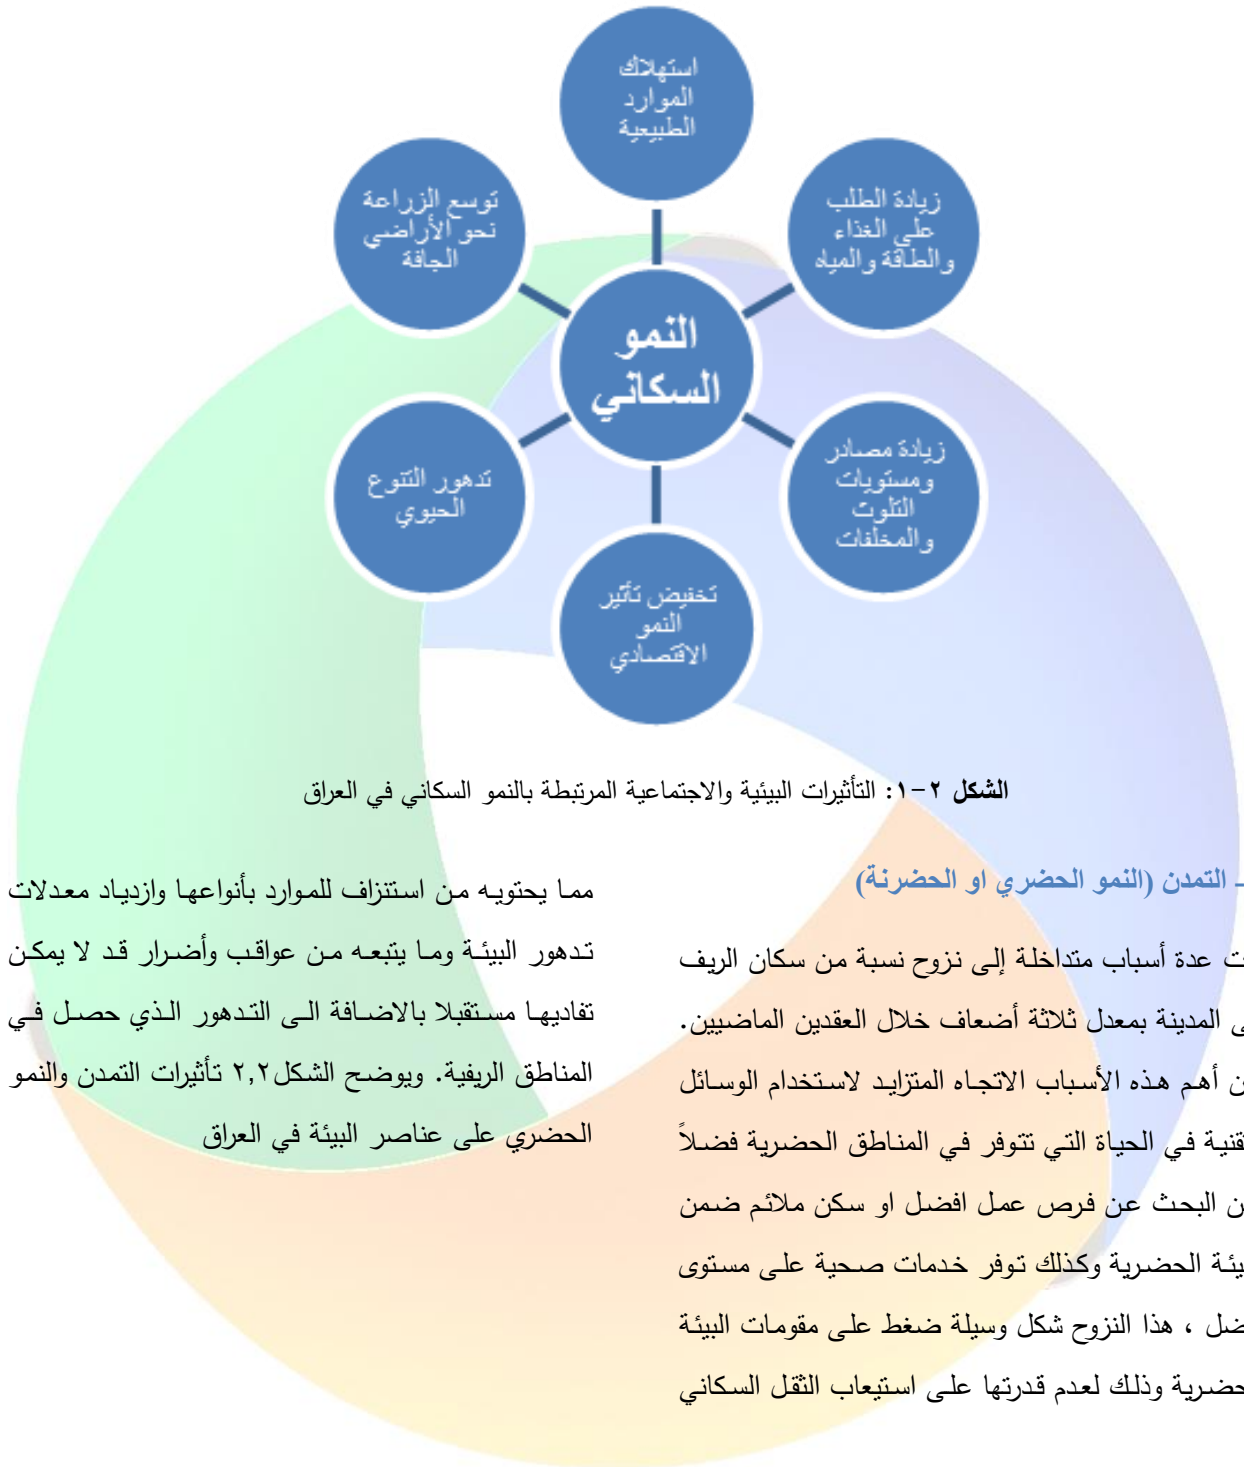 استهلاك
الموارد
الطبيعية
زيادة الطلب
على الغذاء
والطاقة والمياه
زيادة مصادر
ومستويات
التلوث
والمخلفات
تخفيض تأثير
النمو
الاقتصادي
تدهور التنوع
الحيوي
توسع الزراعة
نحو الأراضي
الجافة
النمو
السكاني
الشكل ٢-١: التأثيرات البيئية والاجتماعية المرتبطة بالنمو السكاني في العراق
- التمدن (النمو الحضري او الحضرنة)
عدة أسباب متداخلة إلى نزوح نسبة من سكان الريف
المدينة بمعدل ثلاثة أضعاف خلال العقدين الماضيين.
أهم هذه الأسباب الاتجاه المتزايد لاستخدام الوسائل
في الحياة التي تتوفر في المناطق الحضرية فضلاً
البحث عن فرص عمل افضل او سكن ملائم ضمن
الحضرية وكذلك توفر خدمات صحية على مستوى
، هذا النزوح شكل وسيلة ضغط على مقومات البيئة
وذلك لعدم قدرتها على استيعاب الثقل السكاني
مما يحتويه من استنزاف للموارد بأنواعها وازدياد معدلات
تدهور البيئة وما يتبعه من عواقب وأضرار قد لا يمكن
تفاديها مستقبلا بالاضافة الى التدهور الذي حصل في
المناطق الريفية. ويوضح الشكل٢,٢ تأثيرات التمدن والنمو
الحضري على عناصر البيئة في العراق